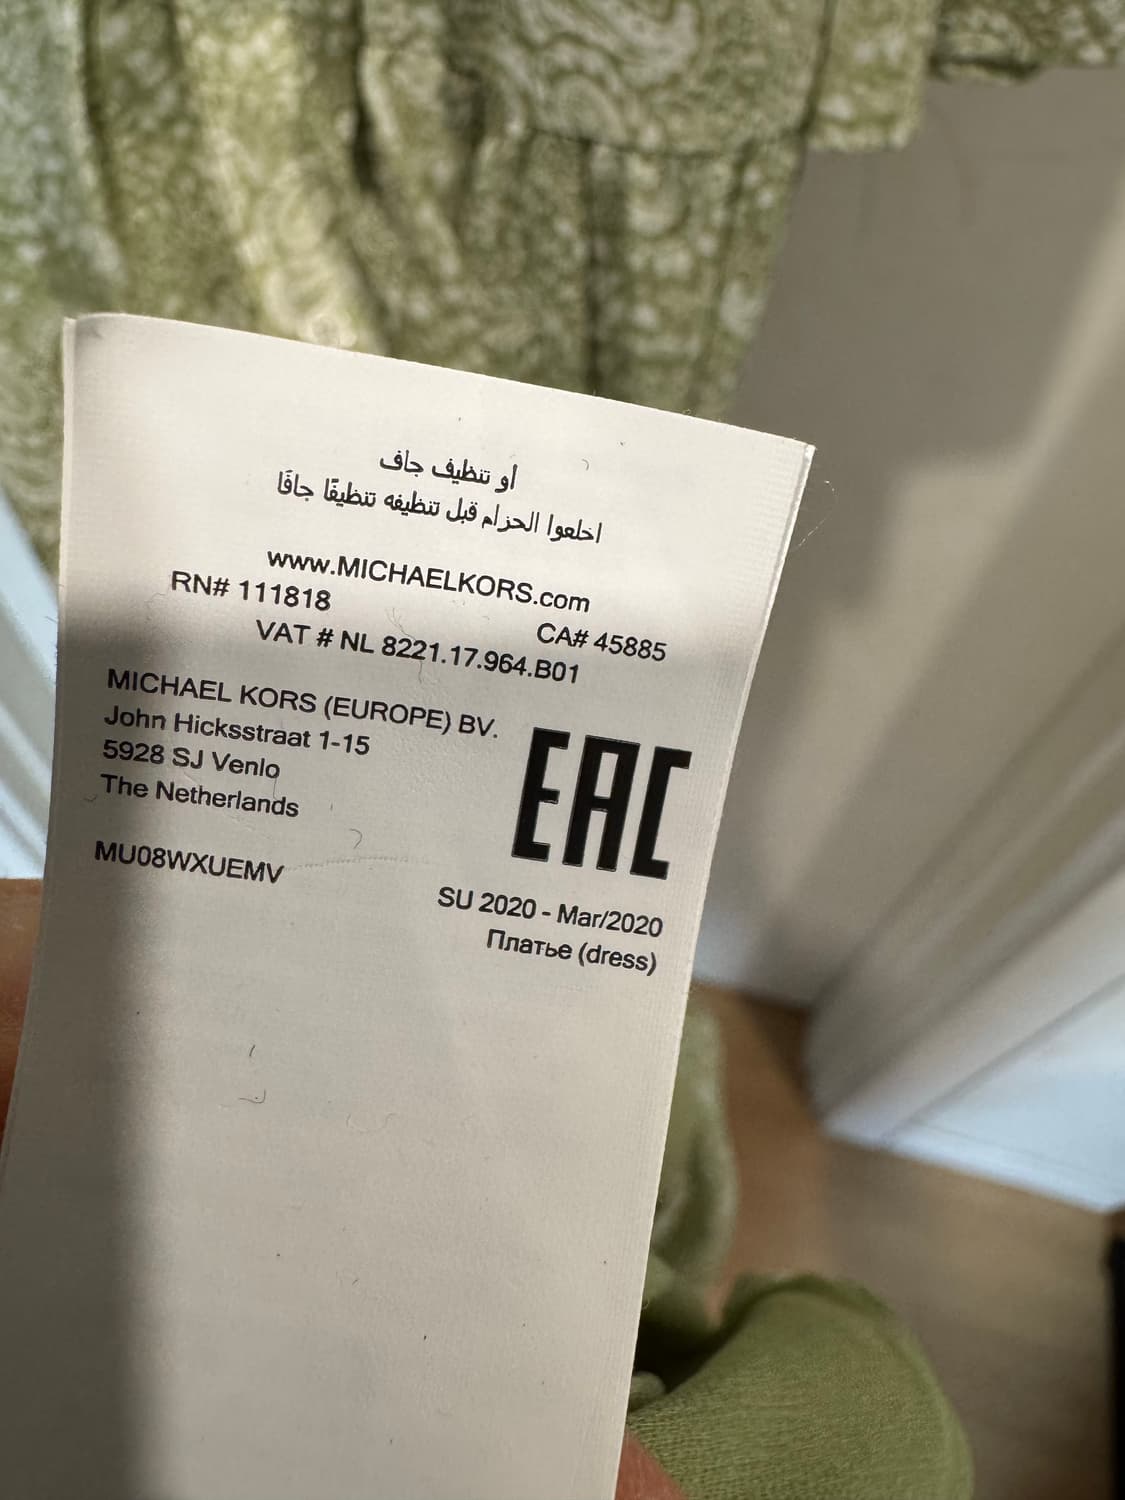 او تنظيف جاف
اخلعوا الحزام قبل تنظيفه تنظيفًا جافًا
www.MICHAELKORS.com
RN# 111818
CA# 45885
VAT # NL 8221.17.964.B01
MICHAEL KORS (EUROPE) BV.
John Hicksstraat 1-15
5928 SJ Venlo
The Netherlands
EAC
MU08WXUEMV
SU 2020 - Mar/2020
Платье (dress)